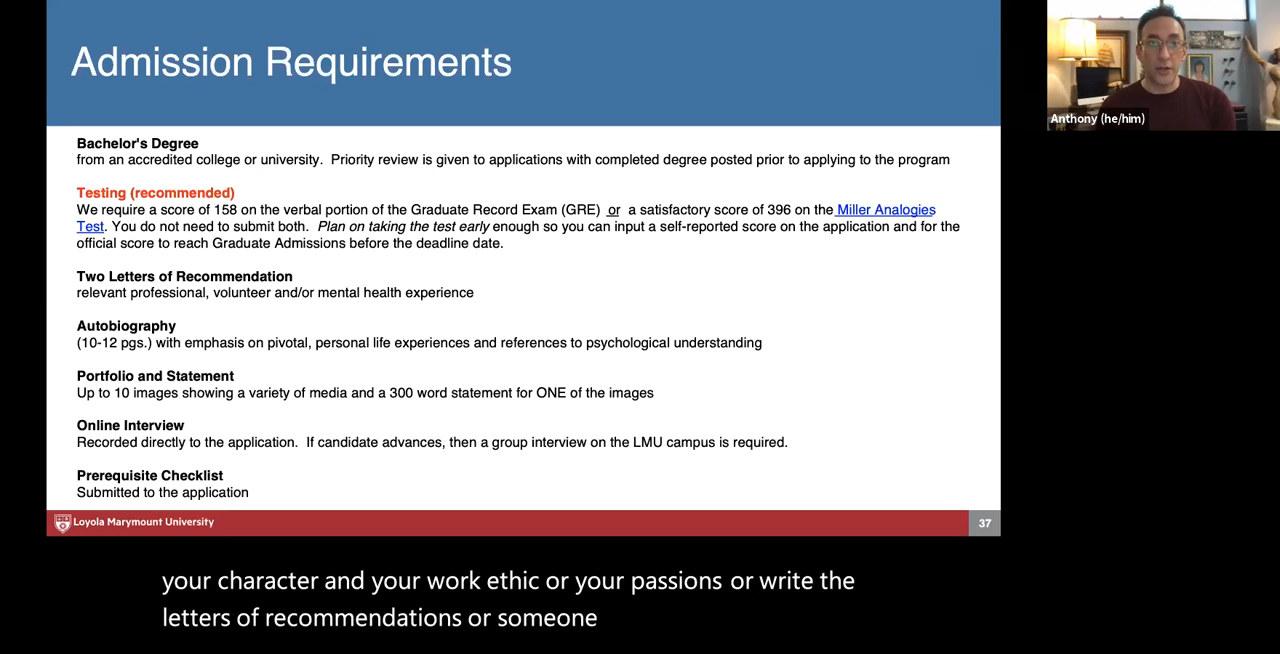 Admission Requirements
Bachelor's Degree
from an accredited college or university.  Priority review is given to applications with completed degree posted prior to applying to the program
Testing (recommended)
We require a score of 158 on the verbal portion of the Graduate Record Exam (GRE)  or  a satisfactory score of 396 on the Miller Analogies
Test. You do not need to submit both.  Plan on taking the test early enough so you can input a self-reported score on the application and for the
official score to reach Graduate Admissions before the deadline date.
Two Letters of Recommendation
relevant professional, volunteer and/or mental health experience
Autobiography
(10-12 pgs.) with emphasis on pivotal, personal life experiences and references to psychological understanding
Portfolio and Statement
Up to 10 images showing a variety of media and a 300 word statement for ONE of the images
Online Interview
Recorded directly to the application.  If candidate advances, then a group interview on the LMU campus is required.
Prerequisite Checklist
Submitted to the application
Loyola Marymount University
37
Anthony (he/him)
your character and your work ethic or your passions or write the
letters of recommendations or someone